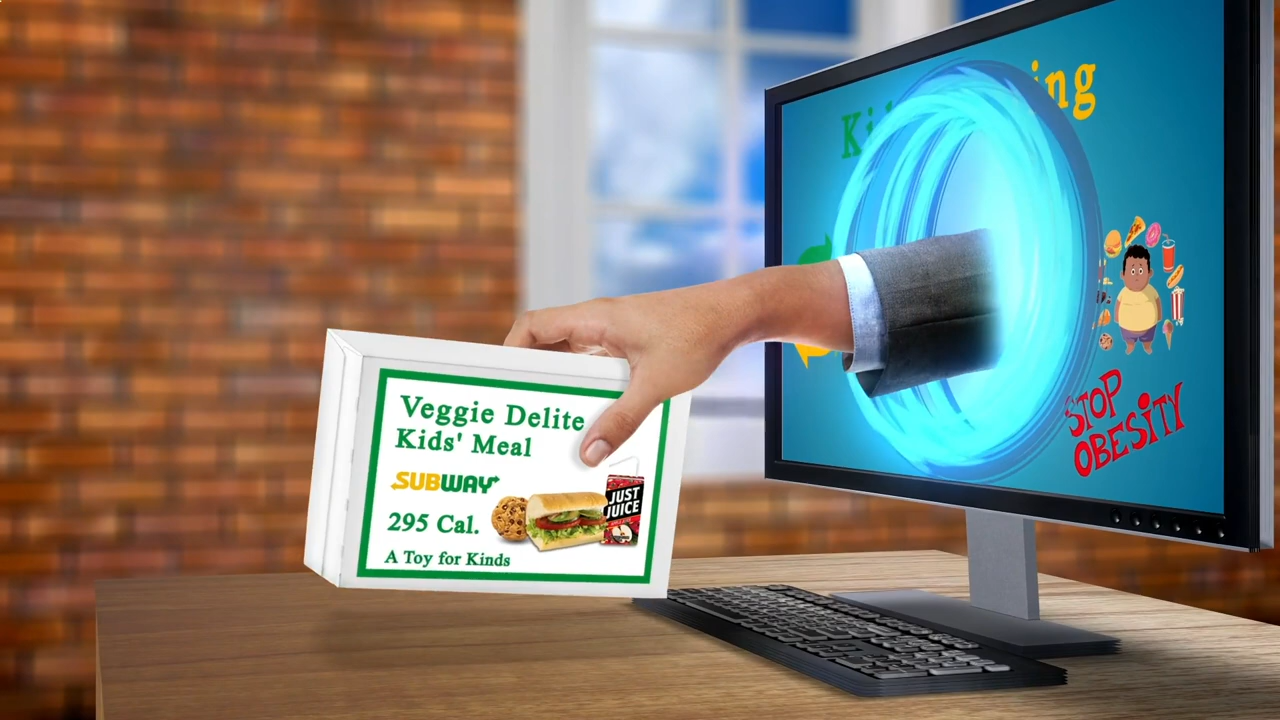 Veggie Delite
Kids' Meal
SUBWAY
295 Cal.
A Toy for Kinds
JUST
JUICE
STOP
OBESITY